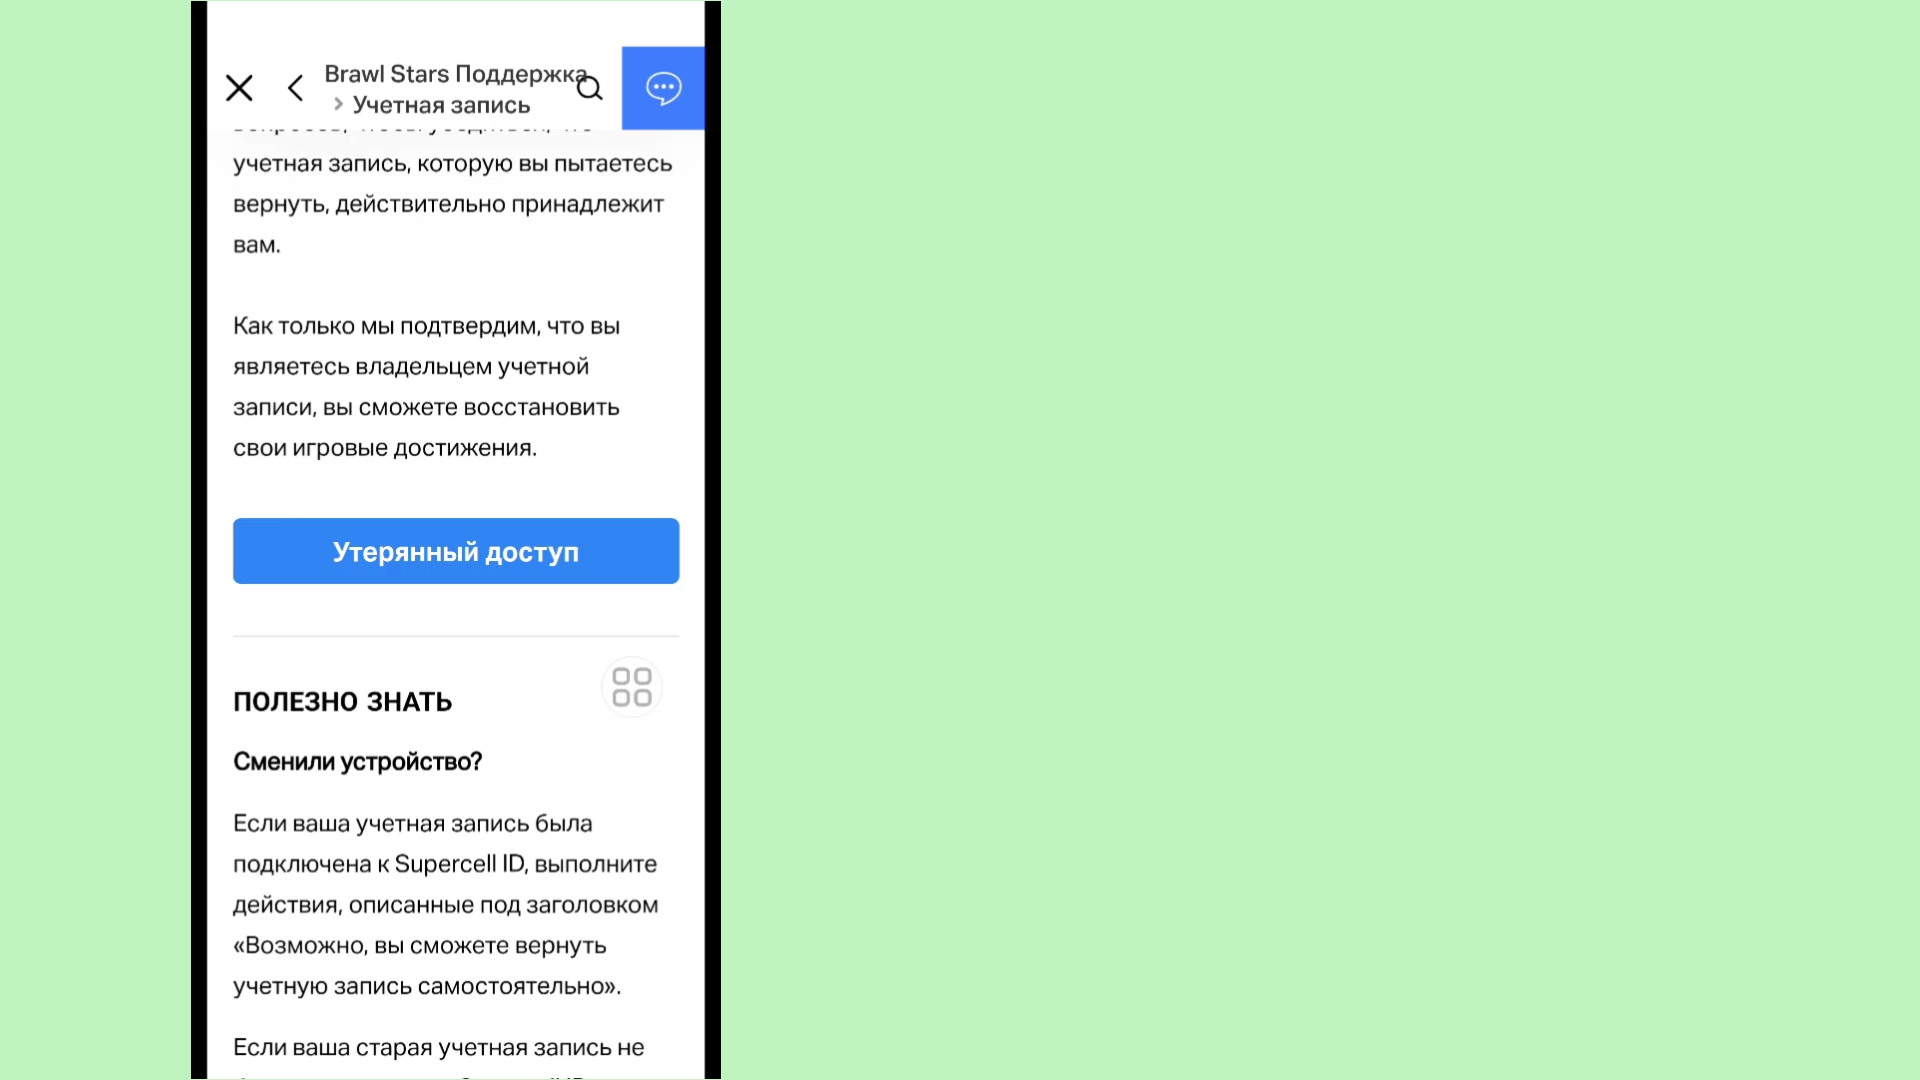 Brawl Stars Поддержка
Учетная запись
учетная запись, которую вы пытаетесь
вернуть, действительно принадлежит
вам.
Как только мы подтвердим, что вы
являетесь владельцем учетной
записи, вы сможете восстановить
свои игровые достижения.
Утерянный доступ
ПОЛЕЗНО ЗНАТЬ
Сменили устройство?
Если ваша учетная запись была
подключена к Supercell ID, выполните
действия, описанные под заголовком
«Возможно, вы сможете вернуть
учетную запись самостоятельно».
Если ваша старая учетная запись не